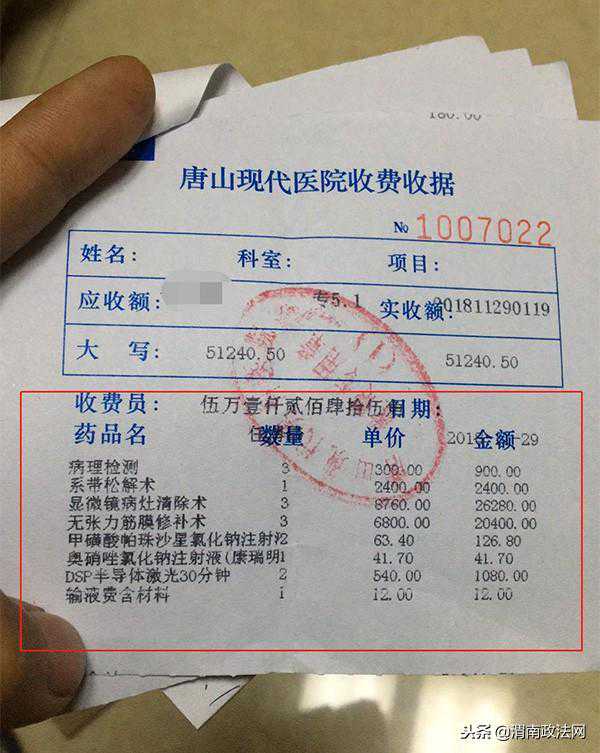 180.00
唐山现代医院收费收据
№ 1007022
姓名: 科室: 项目:
应收额: 专5.1 实收额: 201811290119
大 写: 51240.50 51240.50
收费员: 伍万壹仟贰佰肆拾 日期:
药品名 数量 单价 金额 -29
病理检测 3 300.00 900.00
系带松解术 1 2400.00 2400.00
显微镜病灶清除术 3 8760.00 26280.00
无张力筋膜修补术 3 6800.00 20400.00
甲磺酸帕珠沙星氯化钠注射液2 63.40 126.80
奥硝唑氯化钠注射液(康瑞明1 41.70 41.70
DSP半导体激光30分钟 2 540.00 1080.00
输液费含材料 1 12.00 12.00
头条 @渭南政法网